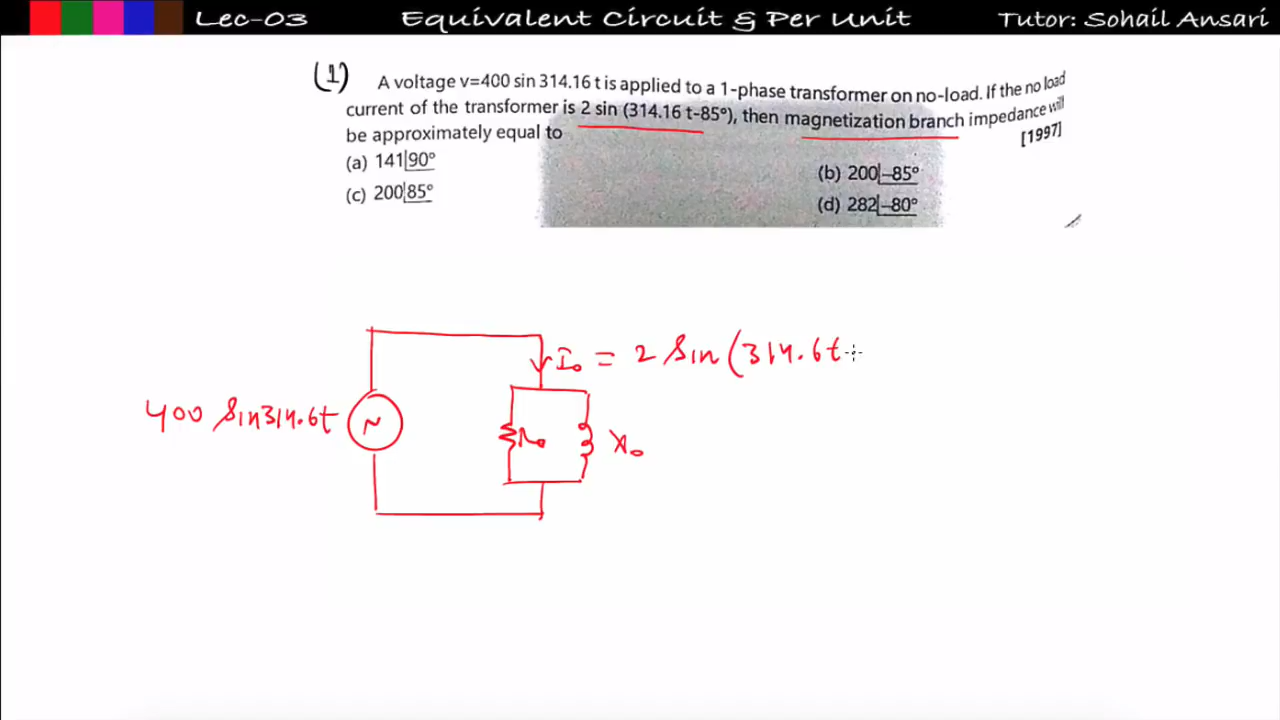 Lec-03 Equivalent Circuit & Per Unit Tutor: Sohail Ansari
(1) A voltage v=400 sin 314.16 t is applied to a 1-phase transformer on no-load. If the no load
current of the transformer is 2 sin (314.16 t-85°), then magnetization branch impedance will
be approximately equal to
[1997]
(a) 141|90°
(b) 200|–85°
(c) 200|85°
(d) 282|–80°
I₀ = 2 Sin(314.6t
400 Sin314.6t ~ r₀ X₀